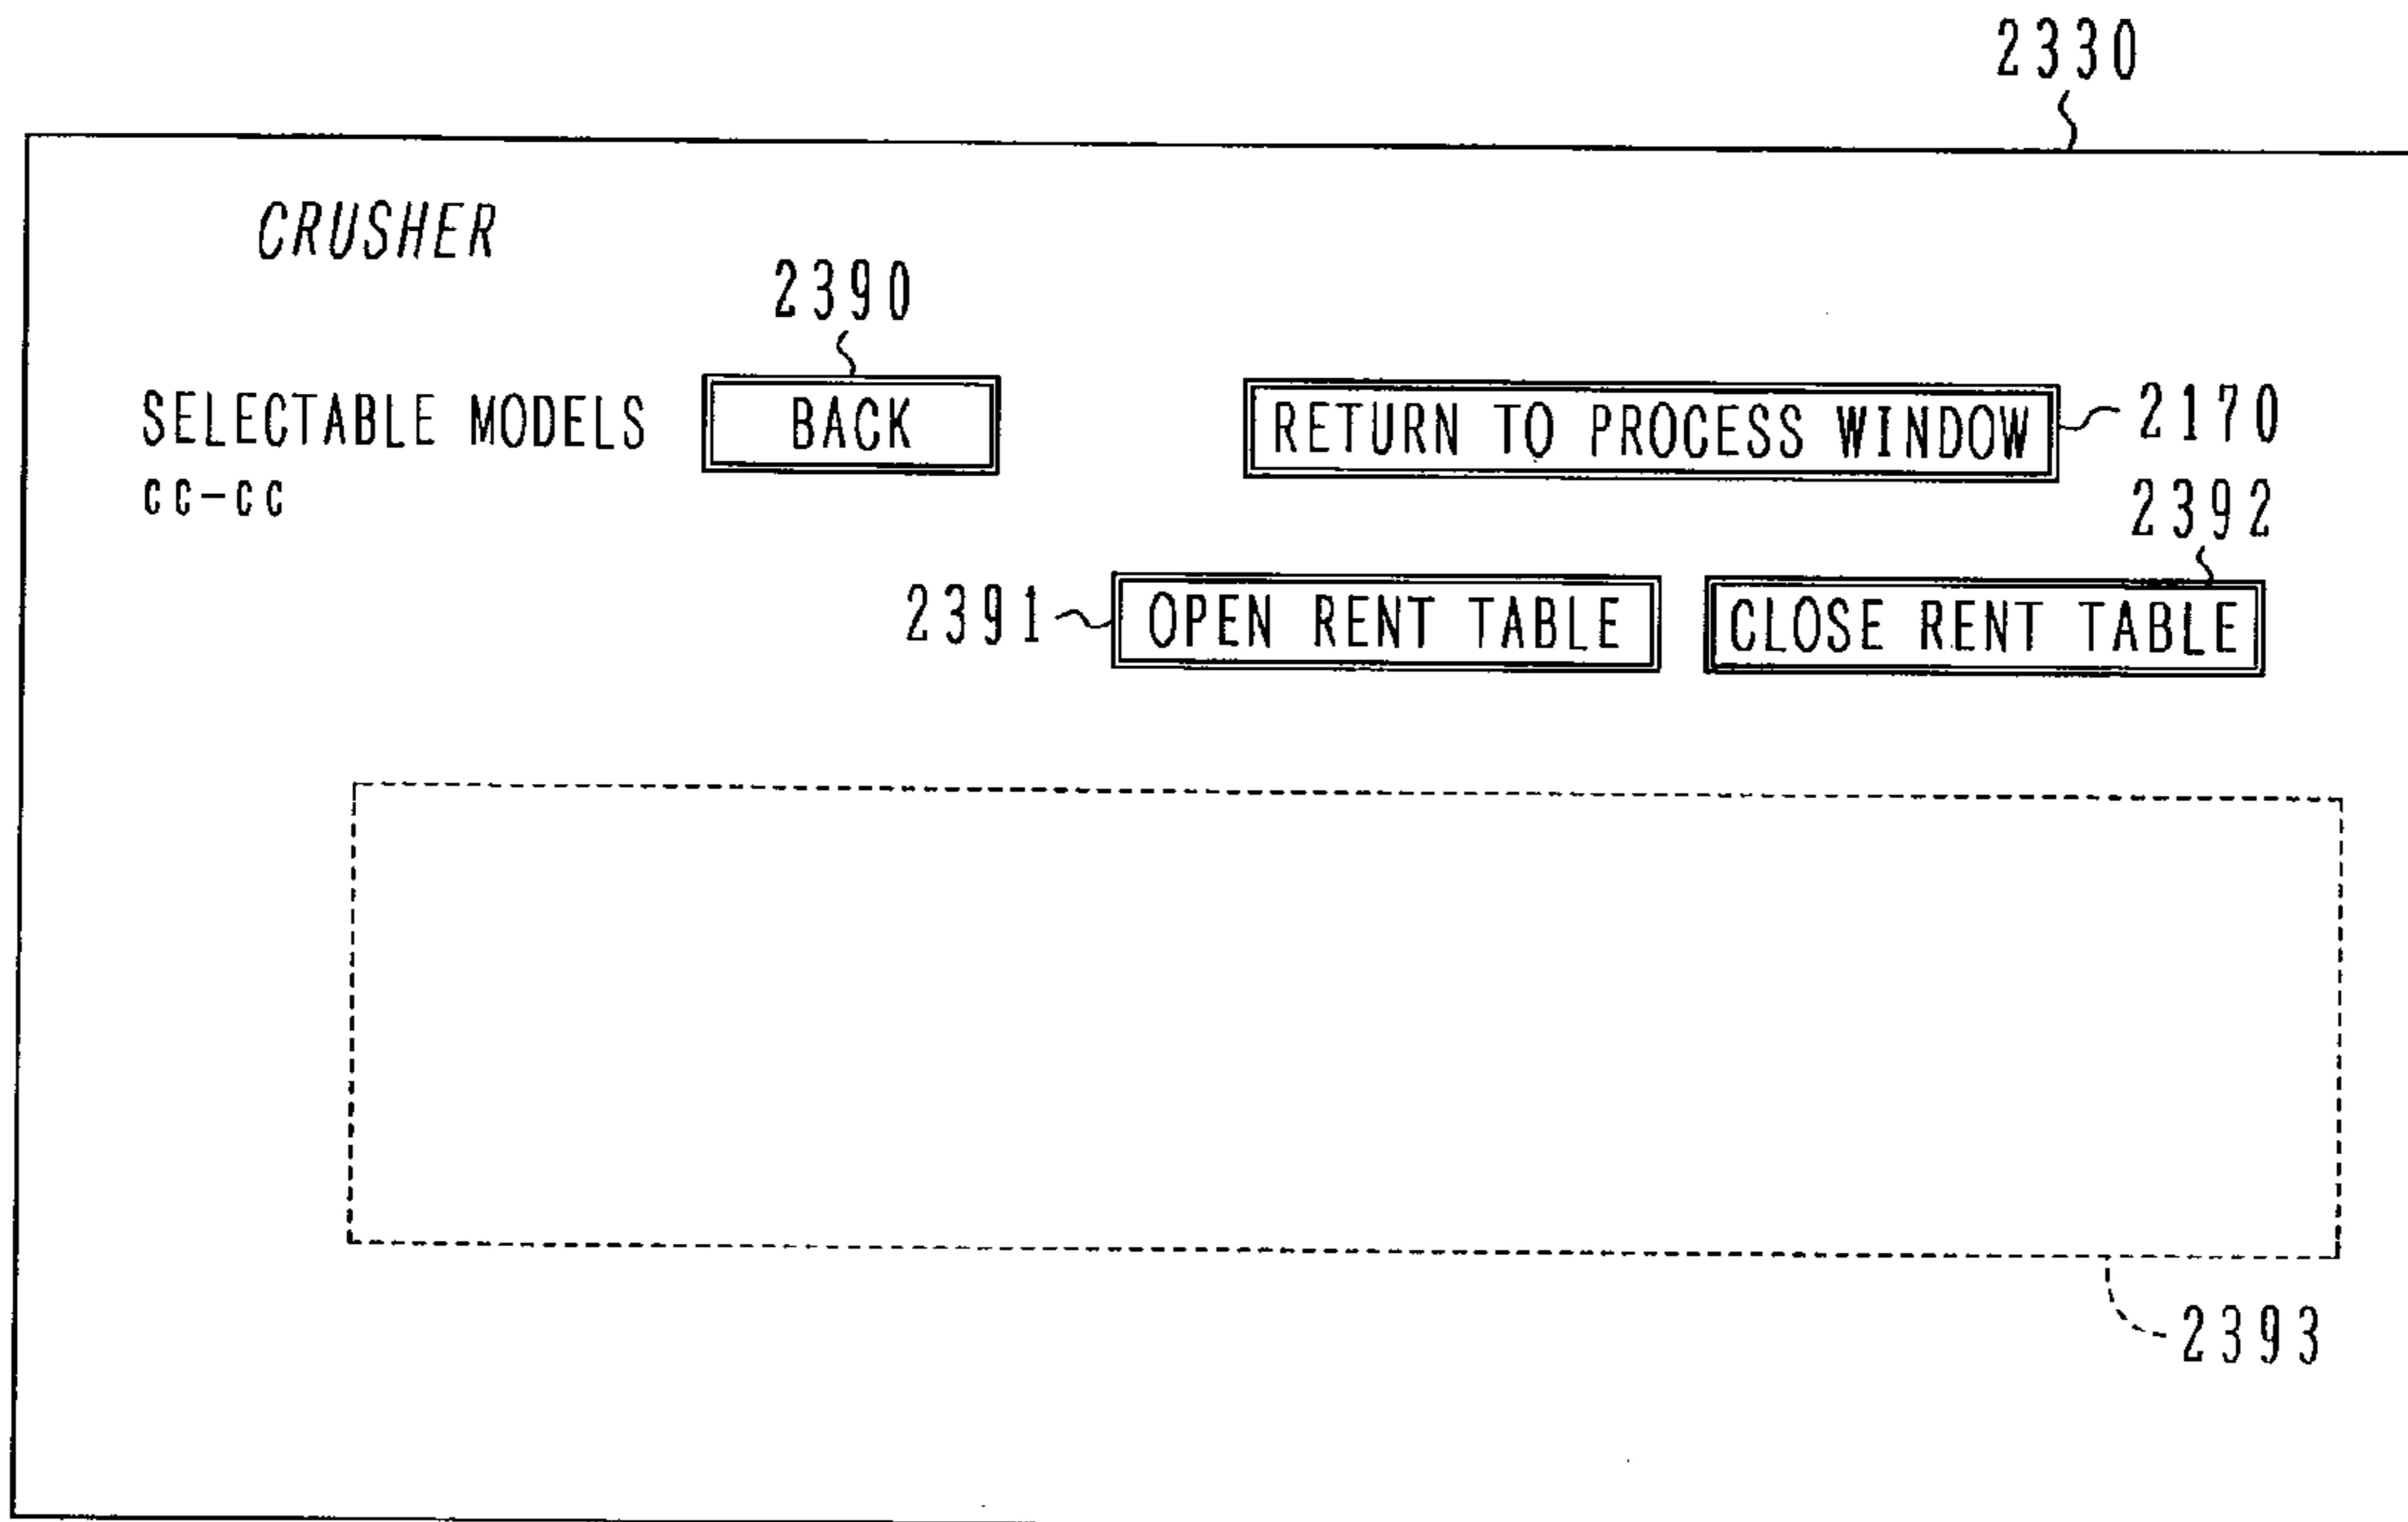 2330
CRUSHER
2390
SELECTABLE MODELS
BACK
RETURN TO PROCESS WINDOW
2170
cc-cc
2392
2391
OPEN RENT TABLE
CLOSE RENT TABLE
2393